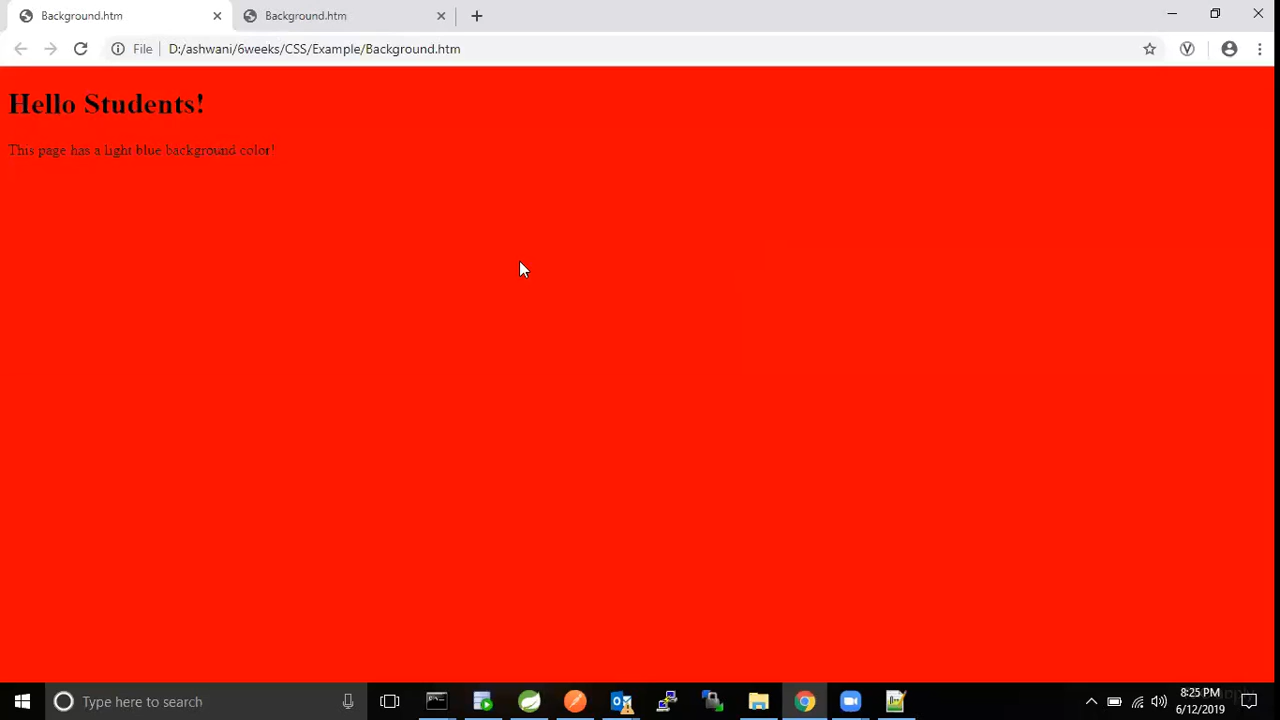 Background.htm
Background.htm
File
D:/ashwani/6weeks/CSS/Example/Background.htm
Hello Students!
This page has a light blue background color!
Type here to search
8:25 PM
6/12/2019